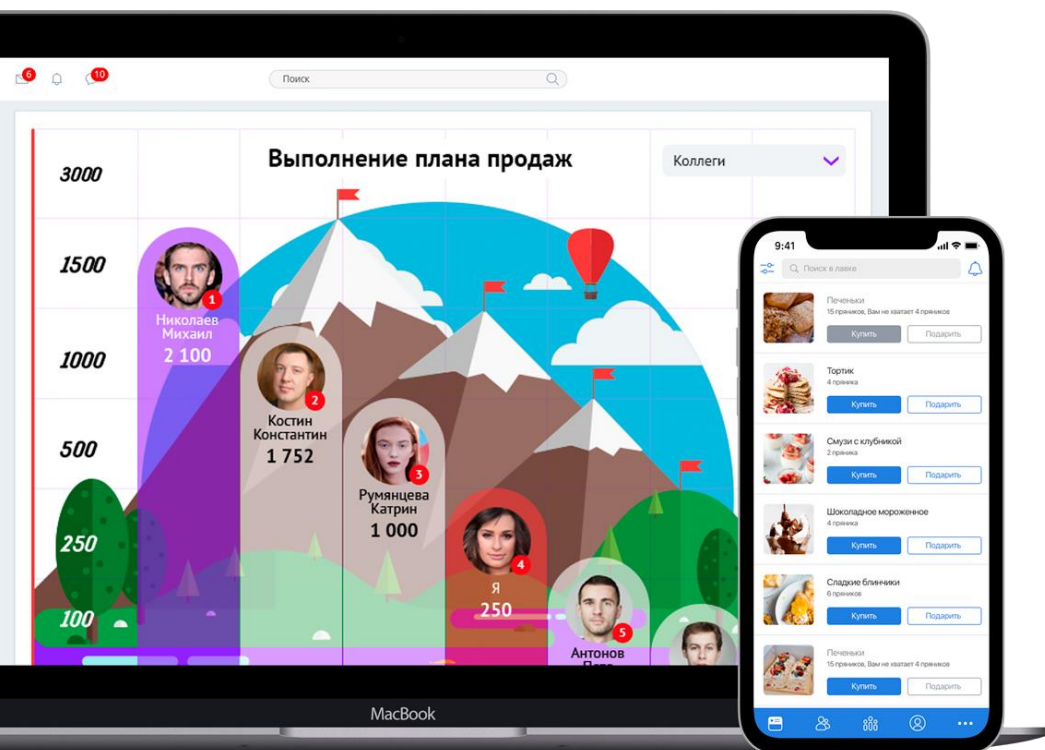 6
10
Поиск
Выполнение плана продаж
Коллеги
3000
1500
1000
500
250
100
1
Николаев
Михаил
2 100
2
Костин
Константин
1 752
3
Румянцева
Катрин
1 000
4
Я
250
5
Антонов
MacBook
9:41
Поиск в лавке
Печеньки
15 пряников, Вам не хватает 4 пряников
Купить
Подарить
Тортик
4 пряника
Купить
Подарить
Смузи с клубникой
2 пряника
Купить
Подарить
Шоколадное мороженное
4 пряника
Купить
Подарить
Сладкие блинчики
6 пряников
Купить
Подарить
Печеньки
15 пряников, Вам не хватает 4 пряников
Купить
Подарить